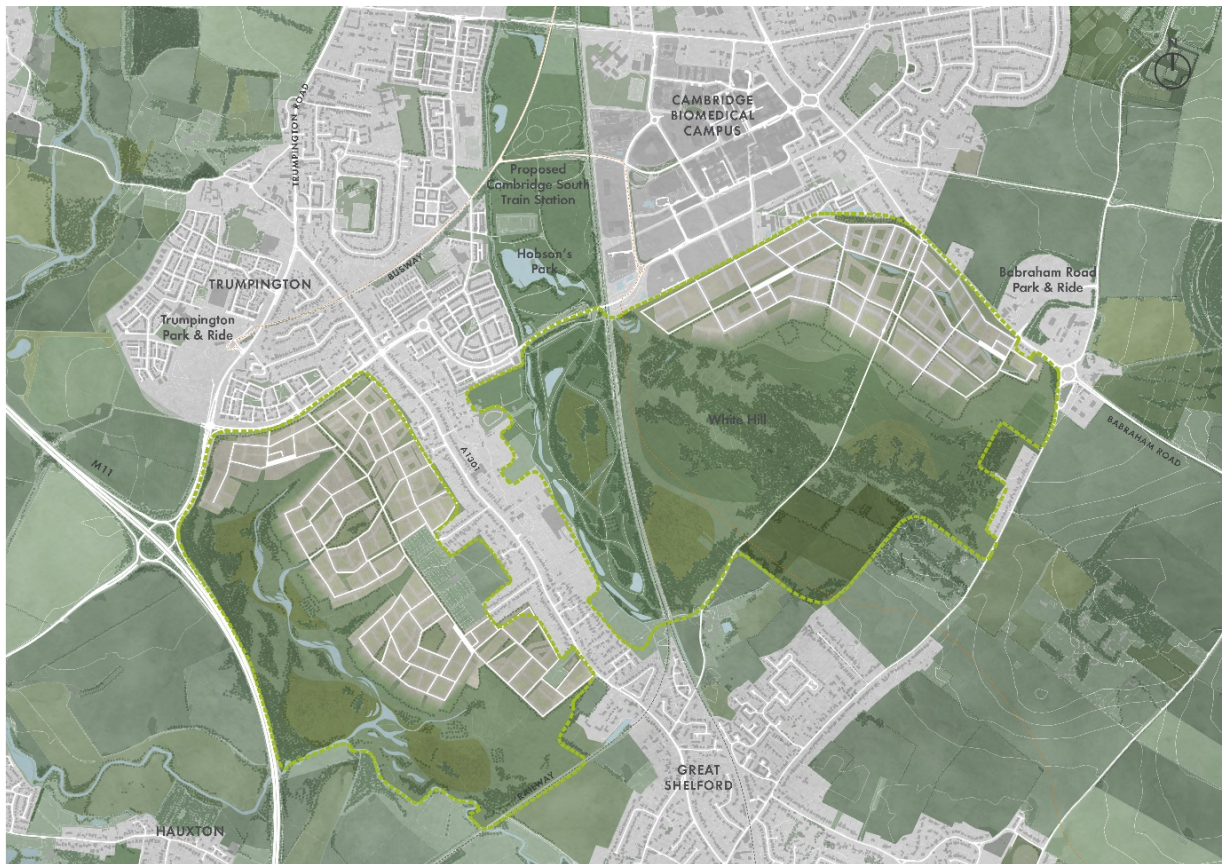 CAMBRIDGE
BIOMEDICAL
CAMPUS
TRUMPINGTON ROAD
Proposed
Cambridge South
Train Station
Hobson's
Park
BUSWAY
TRUMPINGTON
Trumpington
Park & Ride
Babraham Road
Park & Ride
White Hill
BABRAHAM ROAD
A1301
M11
RAILWAY
GREAT
SHELFORD
HAUXTON